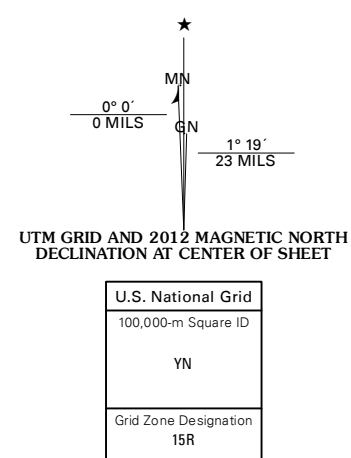 MN
0° 0´
0 MILS
GN
1° 19´
23 MILS
UTM GRID AND 2012 MAGNETIC NORTH
DECLINATION AT CENTER OF SHEET
U.S. National Grid
100,000-m Square ID
YN
Grid Zone Designation
15R